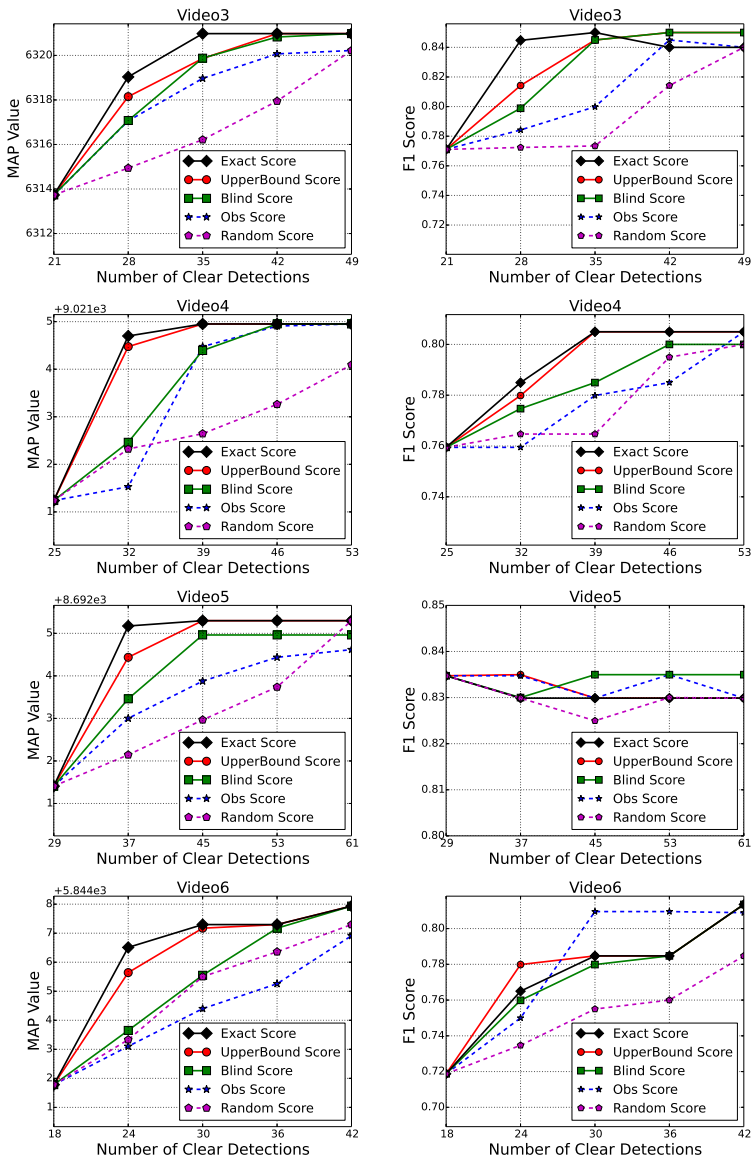 Video3
MAP Value
6320
6318
6316
6314
6312
Exact Score
UpperBound Score
Blind Score
Obs Score
Random Score
21 28 35 42 49
Number of Clear Detections
Video3
F1 Score
0.84
0.82
0.80
0.78
0.76
0.74
0.72
Exact Score
UpperBound Score
Blind Score
Obs Score
Random Score
21 28 35 42 49
Number of Clear Detections
Video4
+9.021e3
MAP Value
5
4
3
2
1
Exact Score
UpperBound Score
Blind Score
Obs Score
Random Score
25 32 39 46 53
Number of Clear Detections
Video4
F1 Score
0.80
0.78
0.76
0.74
Exact Score
UpperBound Score
Blind Score
Obs Score
Random Score
25 32 39 46 53
Number of Clear Detections
Video5
+8.692e3
MAP Value
5
4
3
2
1
Exact Score
UpperBound Score
Blind Score
Obs Score
Random Score
29 37 45 53 61
Number of Clear Detections
Video5
F1 Score
0.85
0.84
0.83
0.82
0.81
0.80
Exact Score
UpperBound Score
Blind Score
Obs Score
Random Score
29 37 45 53 61
Number of Clear Detections
Video6
+5.844e3
MAP Value
8
7
6
5
4
3
2
1
Exact Score
UpperBound Score
Blind Score
Obs Score
Random Score
18 24 30 36 42
Number of Clear Detections
Video6
F1 Score
0.80
0.78
0.76
0.74
0.72
0.70
Exact Score
UpperBound Score
Blind Score
Obs Score
Random Score
18 24 30 36 42
Number of Clear Detections